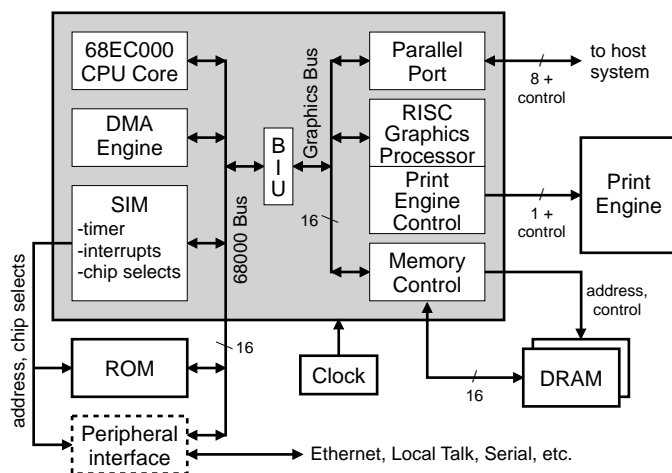 68EC000
CPU Core
DMA
Engine
SIM
-timer
-interrupts
-chip selects
68000 Bus
B
I
U
Graphics Bus
16
Parallel
Port
RISC
Graphics
Processor
Print
Engine
Control
Memory
Control
8 +
control
to host
system
1 +
control
Print
Engine
address,
control
DRAM
16
Clock
16
ROM
address, chip selects
Peripheral
interface
Ethernet, Local Talk, Serial, etc.